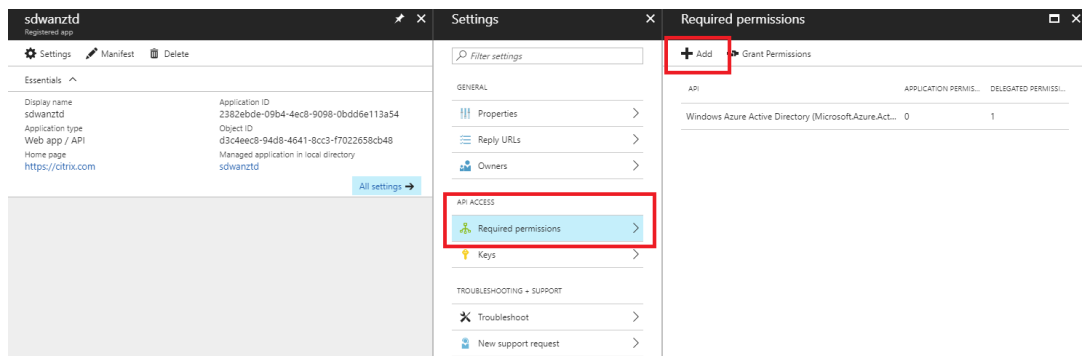 sdwanztd
Registered app
Settings Manifest Delete
Essentials
Display name
sdwanztd
Application type
Web app / API
Home page
https://citrix.com
Application ID
2382ebde-09b4-4ec8-9098-0bdd6e113a54
Object ID
d3c4eec8-94d8-4641-8cc3-f7022658cb48
Managed application in local directory
sdwanztd
All settings
Settings
Filter settings
GENERAL
Properties
Reply URLs
Owners
API ACCESS
Required permissions
Keys
TROUBLESHOOTING + SUPPORT
Troubleshoot
New support request
Required permissions
Add Grant Permissions
API APPLICATION PERMIS... DELEGATED PERMISSI...
Windows Azure Active Directory (Microsoft.Azure.Act... 0 1